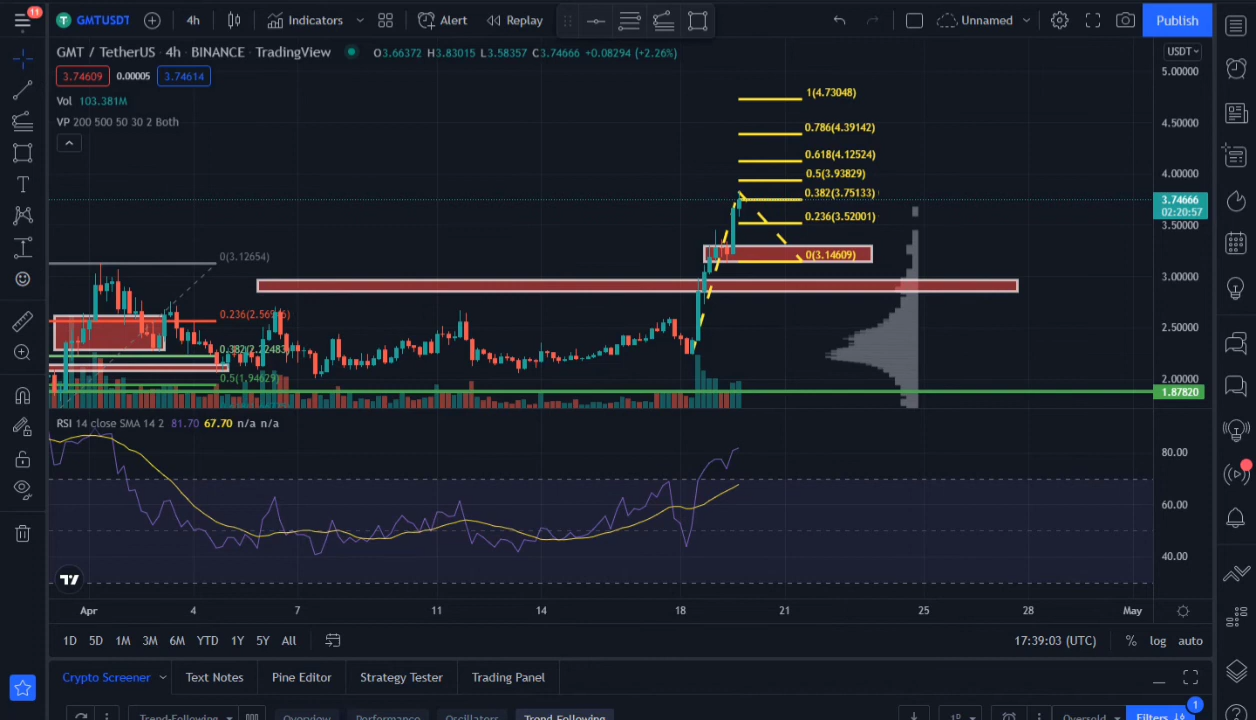 11
GMTUSDT
4h
Indicators
Alert
Replay
Unnamed
Publish
GMT / TetherUS · 4h · BINANCE · TradingView
O3.66372 H3.83015 L3.58357 C3.74666 +0.08294 (+2.26%)
USDT
3.74609 0.00005 3.74614
Vol 103.381M
VP 200 500 50 30 2 Both
5.00000
4.50000
4.00000
3.74666
02:20:57
3.50000
3.00000
2.50000
2.00000
1.87820
1(4.73048)
0.786(4.39142)
0.618(4.12524)
0.5(3.93829)
0.382(3.75133)
0.236(3.52001)
0(3.14609)
0(3.12654)
0.382(2.22483)
0.5(1.94629)
RSI 14 close SMA 14 2 81.70 67.70 n/a n/a
80.00
60.00
40.00
Apr 4 7 11 14 18 21 25 28 May
1D 5D 1M 3M 6M YTD 1Y 5Y All
17:39:03 (UTC) % log auto
Crypto Screener Text Notes Pine Editor Strategy Tester Trading Panel
1
Trend-Following Overview Performance Oscillators Trend-Following Oversold Filters